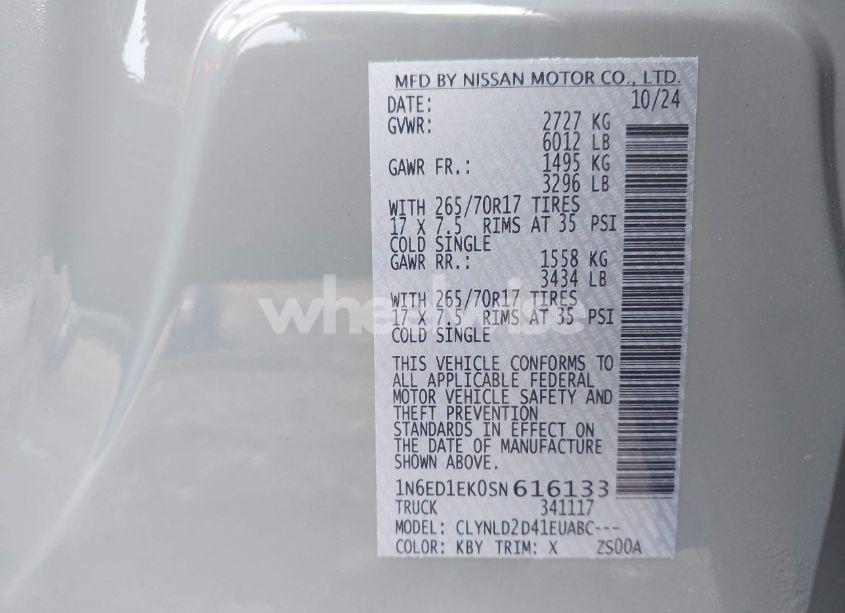 MFD BY NISSAN MOTOR CO., LTD.
DATE: 10/24
GVWR: 2727 KG
6012 LB
GAWR FR.: 1495 KG
3296 LB
WITH 265/70R17 TIRES
17 X 7.5 RIMS AT 35 PSI
COLD SINGLE
GAWR RR.: 1558 KG
3434 LB
WITH 265/70R17 TIRES
17 X 7.5 RIMS AT 35 PSI
COLD SINGLE
wheelwise
THIS VEHICLE CONFORMS TO
ALL APPLICABLE FEDERAL
MOTOR VEHICLE SAFETY AND
THEFT PREVENTION
STANDARDS IN EFFECT ON
THE DATE OF MANUFACTURE
SHOWN ABOVE.
1N6ED1EK0SN616133
TRUCK 341117
MODEL: CLYNLD2D41EUABC---
COLOR: KBY TRIM: X ZS00A